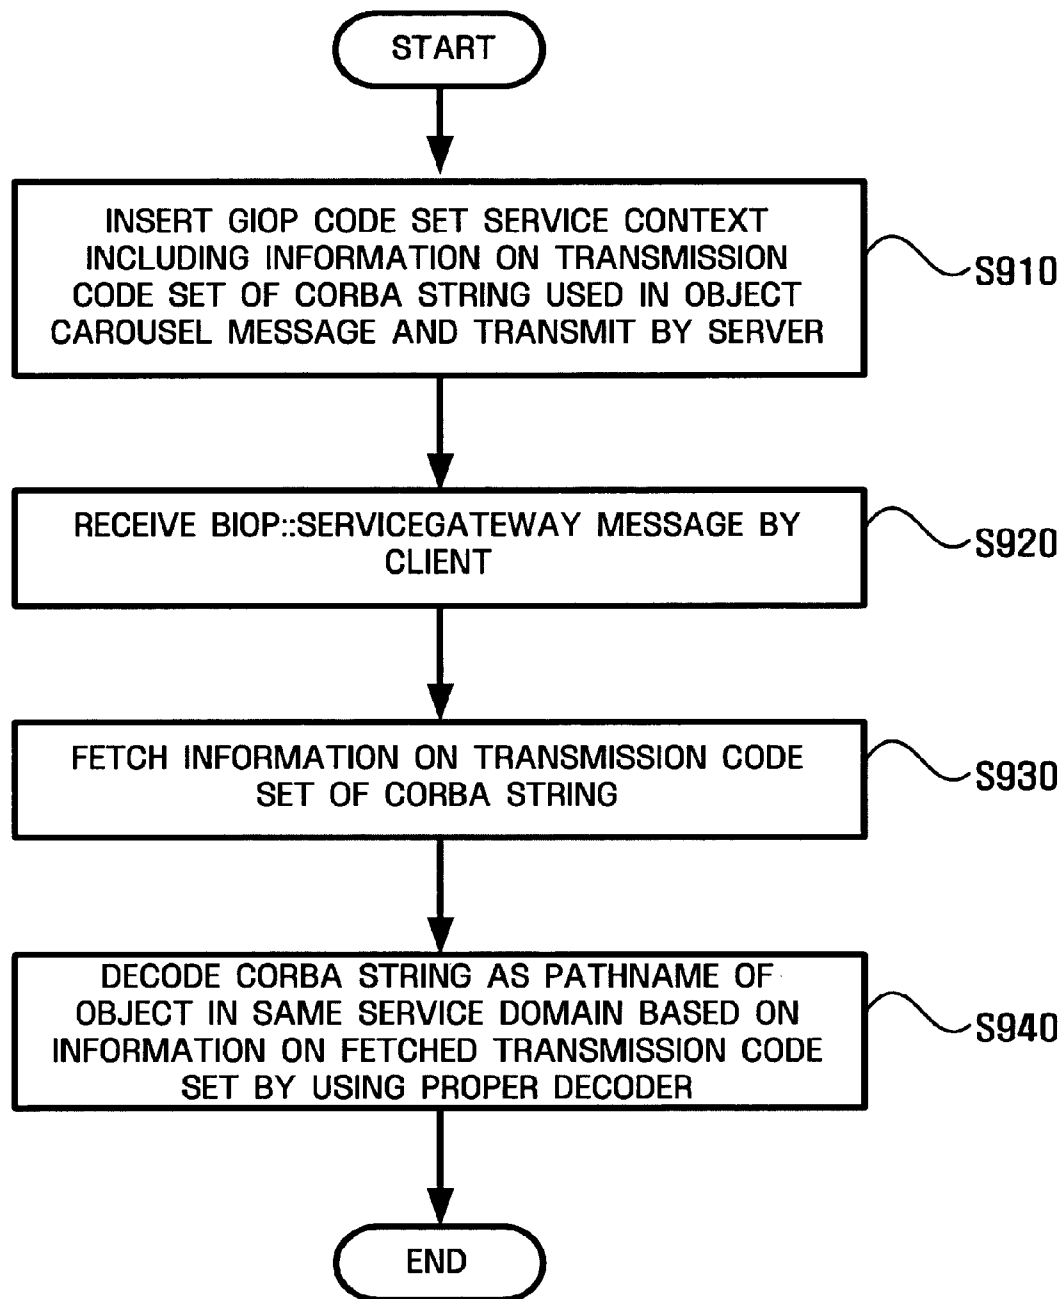 START
INSERT GIOP CODE SET SERVICE CONTEXT
INCLUDING INFORMATION ON TRANSMISSION
CODE SET OF CORBA STRING USED IN OBJECT
CAROUSEL MESSAGE AND TRANSMIT BY SERVER
S910
RECEIVE BIOP::SERVICEGATEWAY MESSAGE BY
CLIENT
S920
FETCH INFORMATION ON TRANSMISSION CODE
SET OF CORBA STRING
S930
DECODE CORBA STRING AS PATHNAME OF
OBJECT IN SAME SERVICE DOMAIN BASED ON
INFORMATION ON FETCHED TRANSMISSION CODE
SET BY USING PROPER DECODER
S940
END